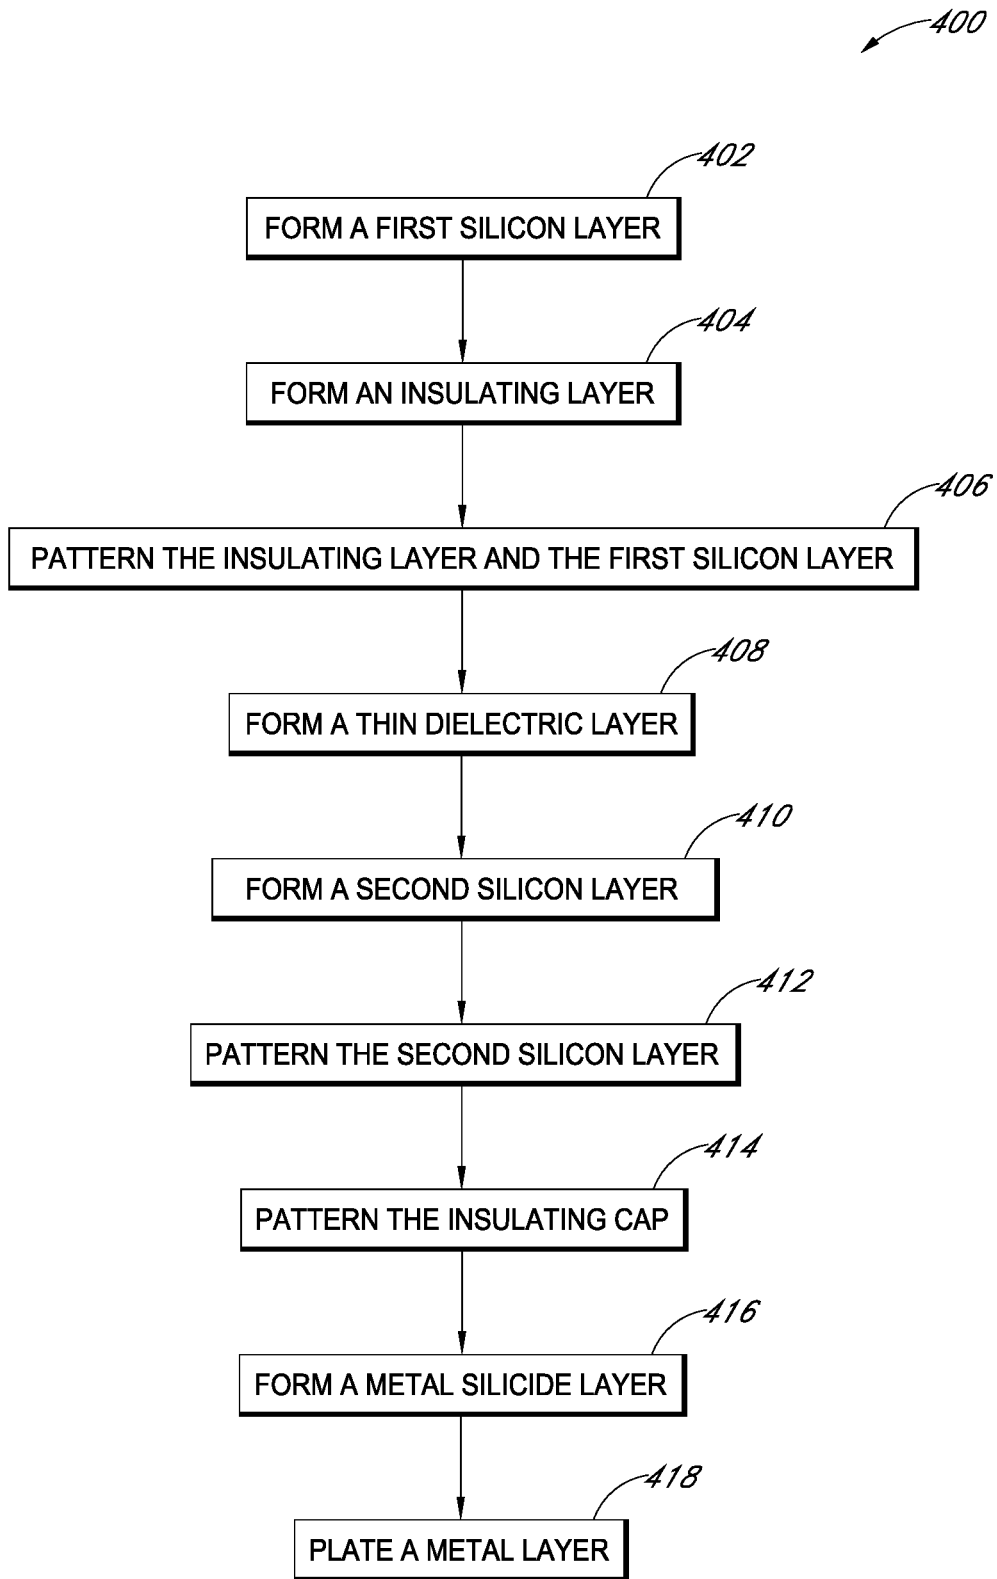 400
402
FORM A FIRST SILICON LAYER
404
FORM AN INSULATING LAYER
406
PATTERN THE INSULATING LAYER AND THE FIRST SILICON LAYER
408
FORM A THIN DIELECTRIC LAYER
410
FORM A SECOND SILICON LAYER
412
PATTERN THE SECOND SILICON LAYER
414
PATTERN THE INSULATING CAP
416
FORM A METAL SILICIDE LAYER
418
PLATE A METAL LAYER